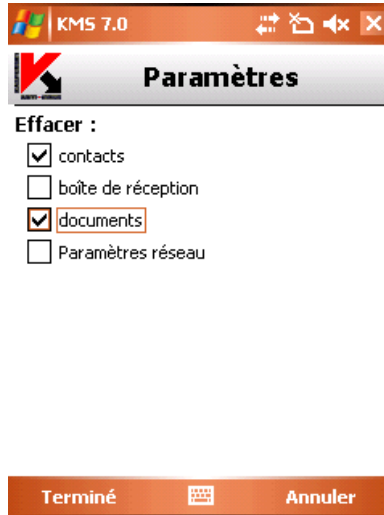 KMS 7.0
Paramètres
Effacer :
contacts
boîte de réception
documents
Paramètres réseau
Terminé
Annuler